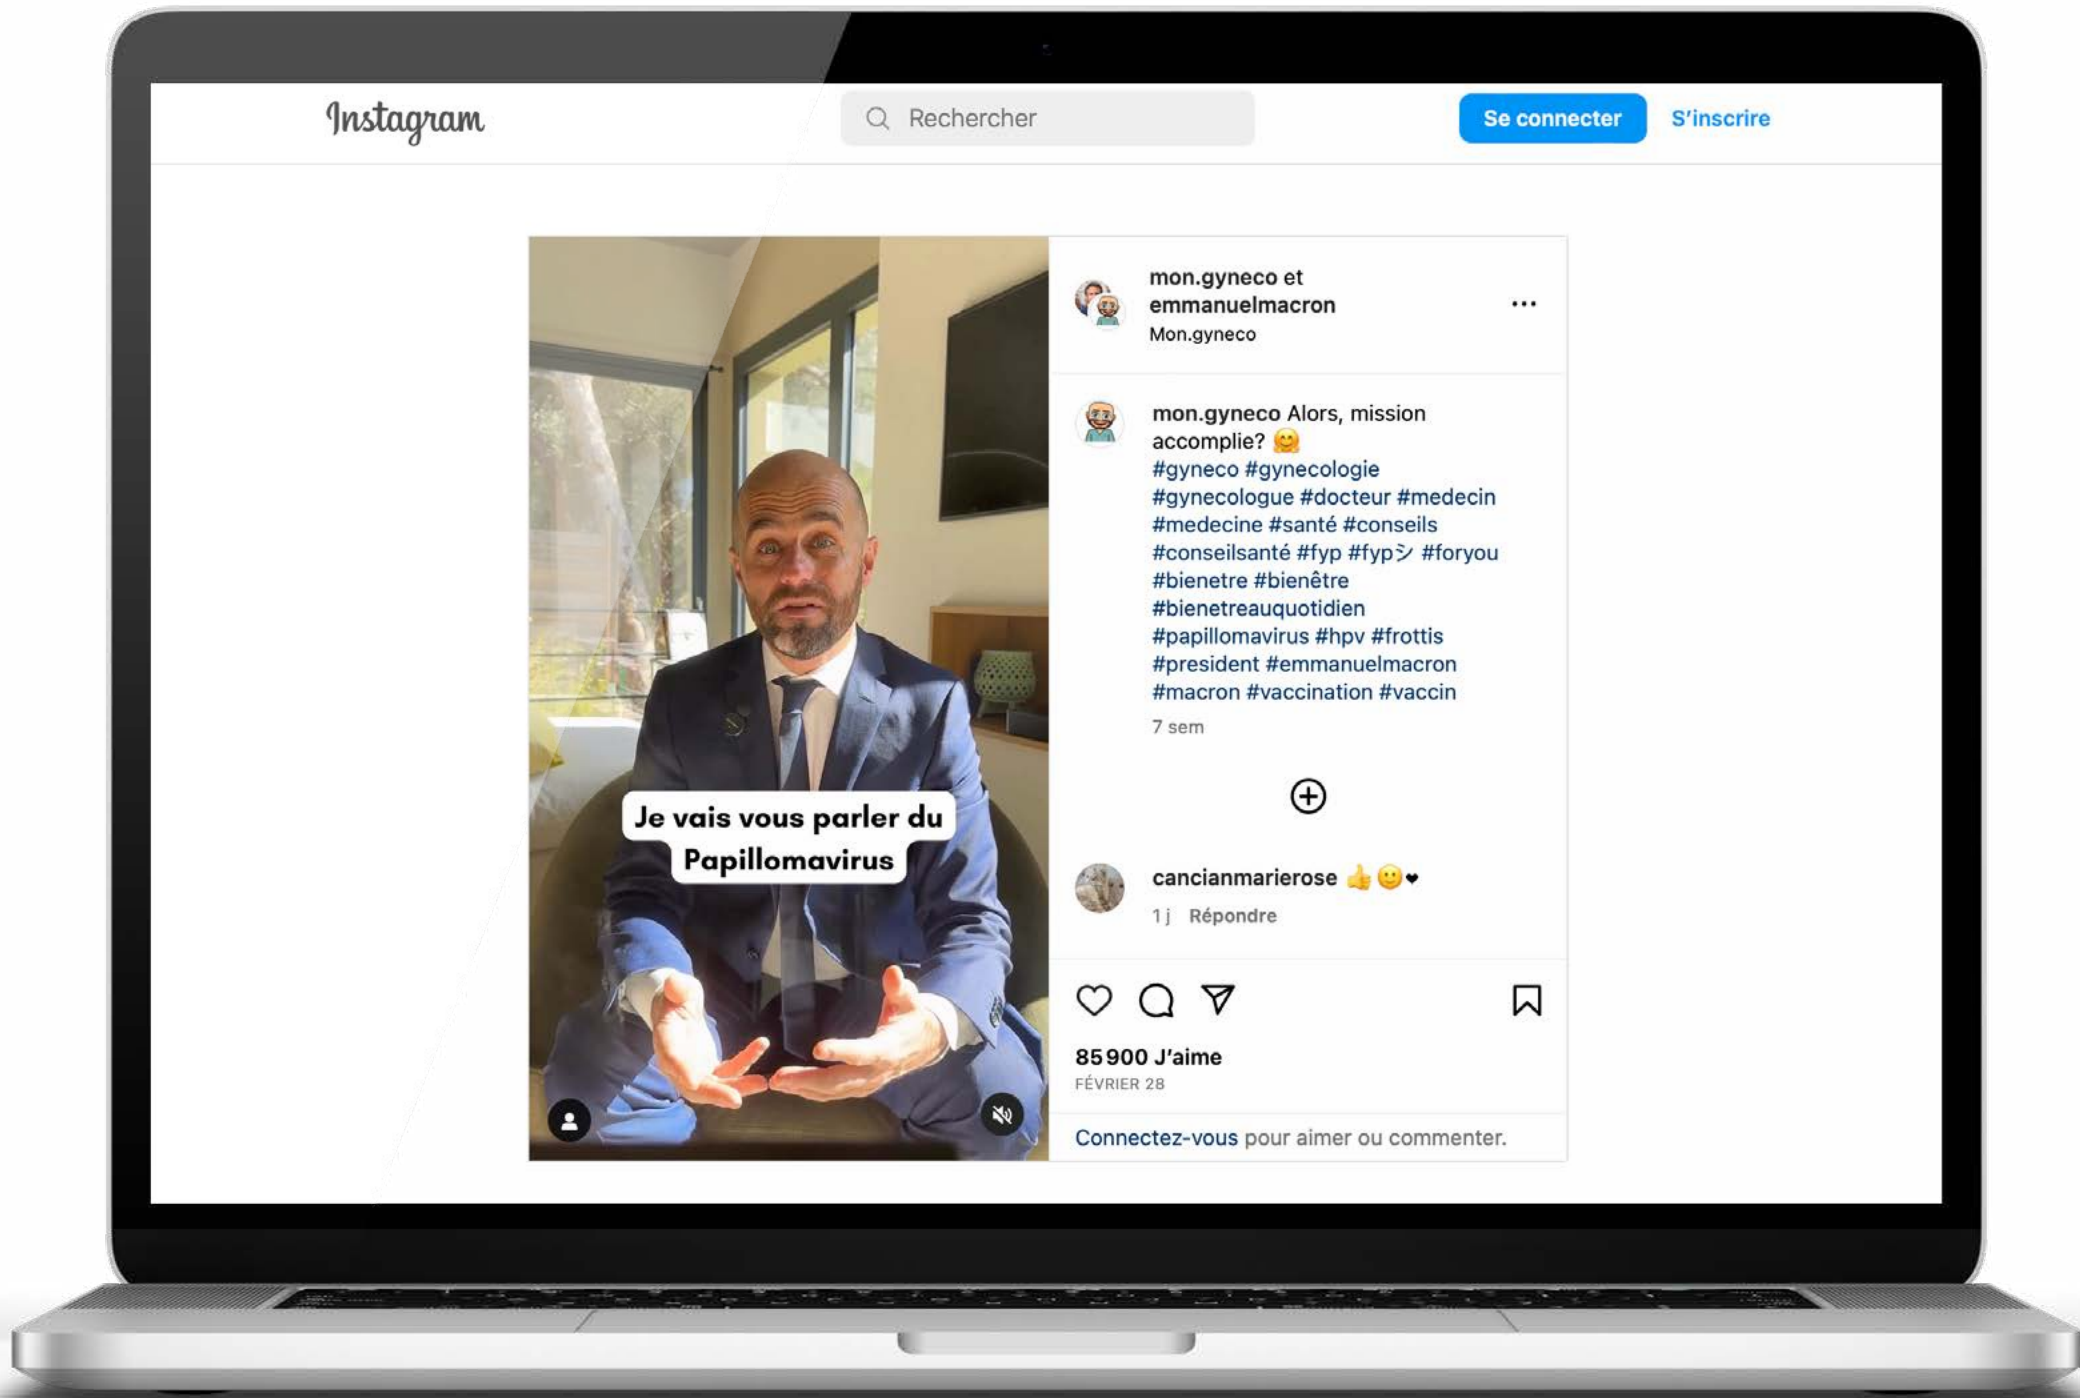 Instagram
Rechercher
Se connecter
S'inscrire
Je vais vous parler du
Papillomavirus
mon.gyneco et
emmanuelmacron
Mon.gyneco
mon.gyneco Alors, mission
accomplie? 🤗
#gyneco #gynecologie
#gynecologue #docteur #medecin
#medecine #santé #conseils
#conseilsanté #fyp #fypシ #foryou
#bienetre #bienêtre
#bienetreauquotidien
#papillomavirus #hpv #frottis
#president #emmanuelmacron
#macron #vaccination #vaccin
7 sem
cancianmarierose 👍🙂❤
1 j Répondre
85 900 J'aime
FÉVRIER 28
Connectez-vous pour aimer ou commenter.